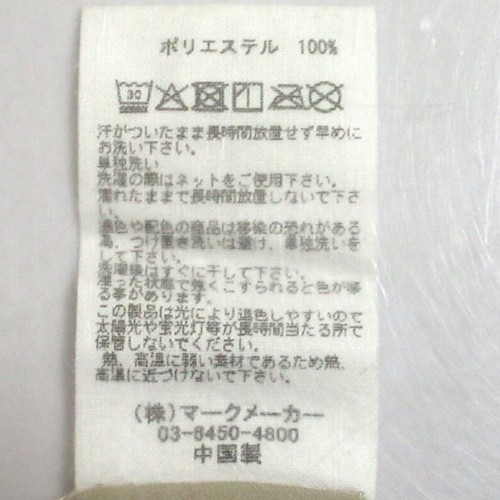 ポリエステル 100%
30
汗がついたまま長時間放置せず早めに
お洗い下さい。
単独洗い
洗濯の際はネットをご使用下さい。
濡れたままで長時間放置しないで下さ
い。
濃色や配色の商品は移染の恐れがある
為、つけ置き洗いは避け、単独洗いを
して下さい。
洗濯後はすぐに干して下さい。
湿った状態で強くこすられると色が移
る事があります。
この製品は光により退色しやすいので
太陽光や蛍光灯等が長時間当たる所で
保管しないでください。
熱、高温に弱い素材であるため熱、
高温に近づけないで下さい。
(株)マークメーカー
03-6450-4800
中国製